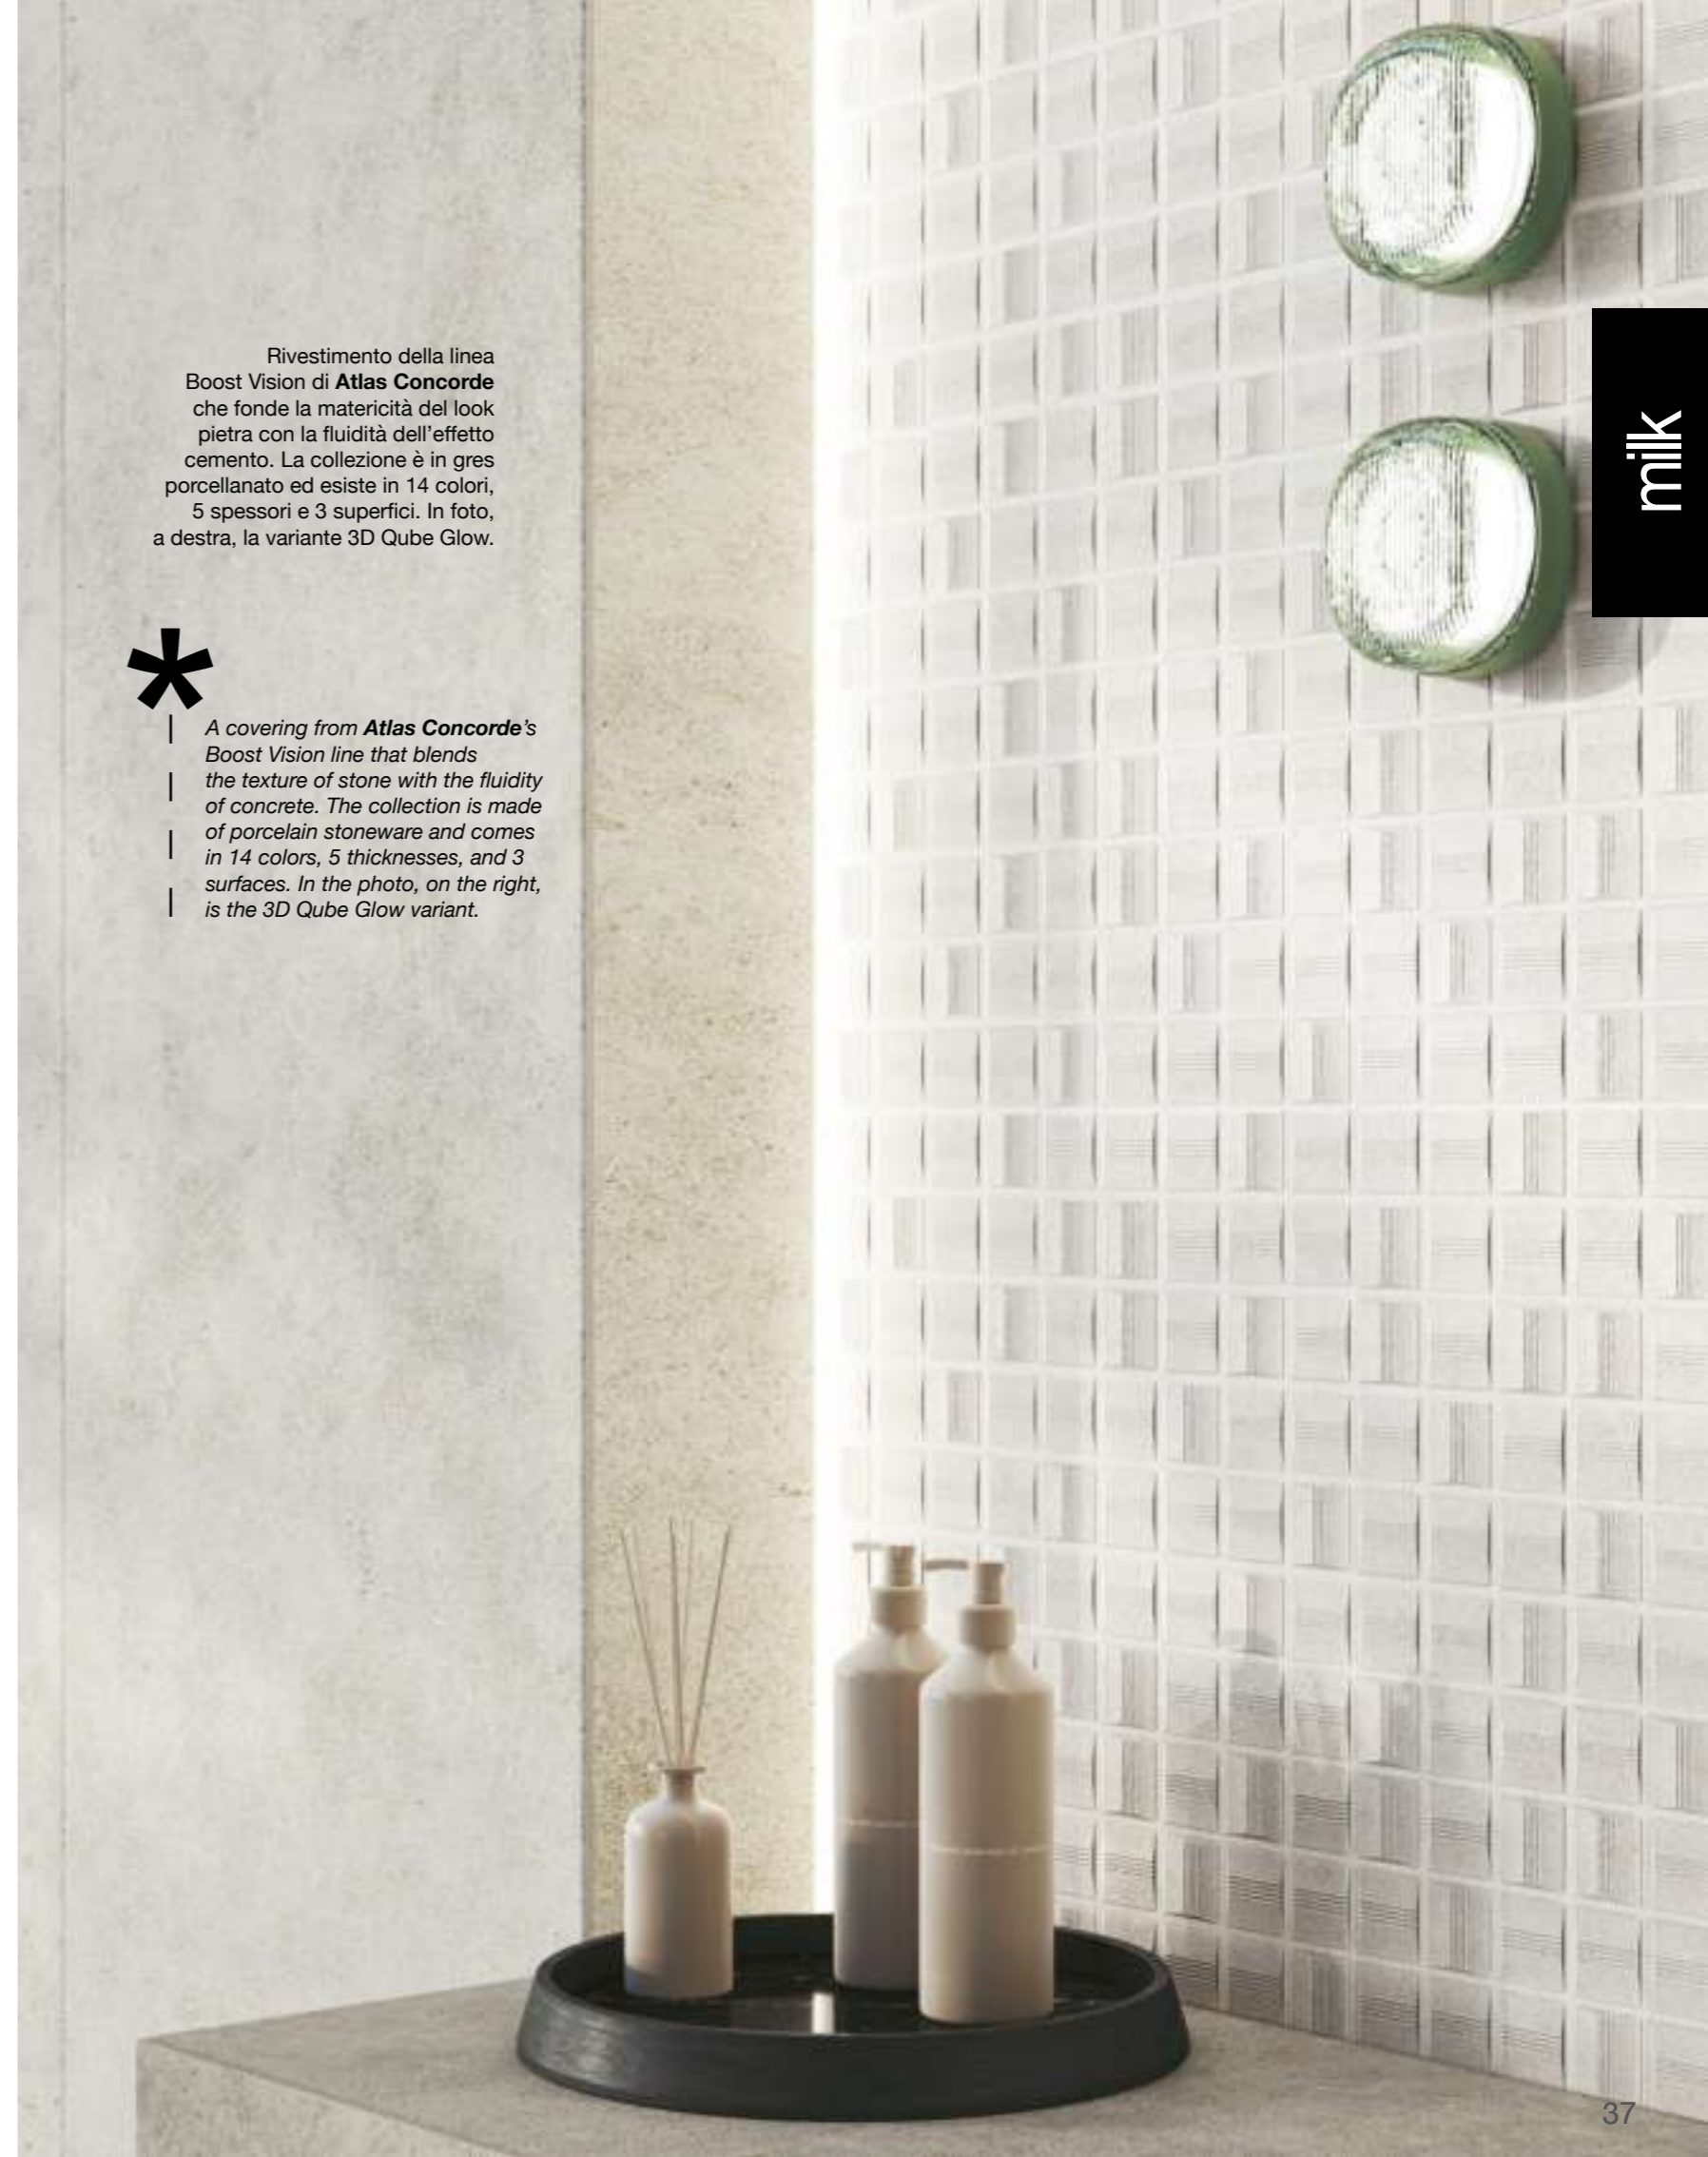 Rivestimento della linea
Boost Vision di Atlas Concorde
che fonde la matericità del look
pietra con la fluidità dell'effetto
cemento. La collezione è in gres
porcellanato ed esiste in 14 colori,
5 spessori e 3 superfici. In foto,
a destra, la variante 3D Qube Glow.
*
A covering from Atlas Concorde's
Boost Vision line that blends
the texture of stone with the fluidity
of concrete. The collection is made
of porcelain stoneware and comes
in 14 colors, 5 thicknesses, and 3
surfaces. In the photo, on the right,
is the 3D Qube Glow variant.
milk
37